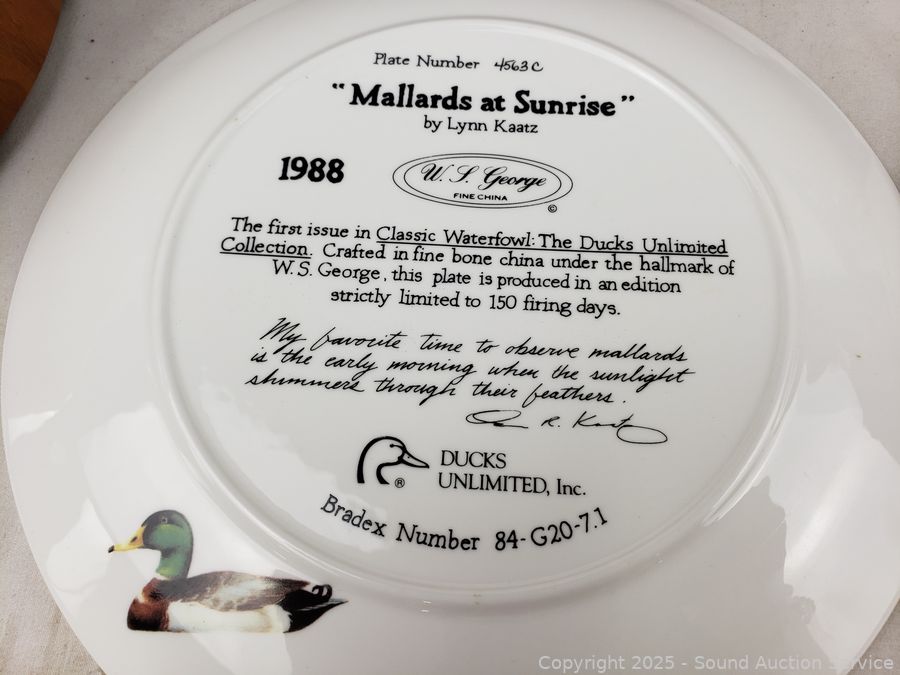 Plate Number 4563C
"Mallards at Sunrise"
by Lynn Kaatz
1988
W. S. George
FINE CHINA
©
The first issue in Classic Waterfowl: The Ducks Unlimited
Collection. Crafted in fine bone china under the hallmark of
W. S. George, this plate is produced in an edition
strictly limited to 150 firing days.
My favorite time to observe mallards
is the early morning when the sunlight
shimmers through their feathers.
R. Kaatz
DUCKS
UNLIMITED, Inc.
®
Bradex Number 84-G20-7.1
Copyright 2025 - Sound Auction Service